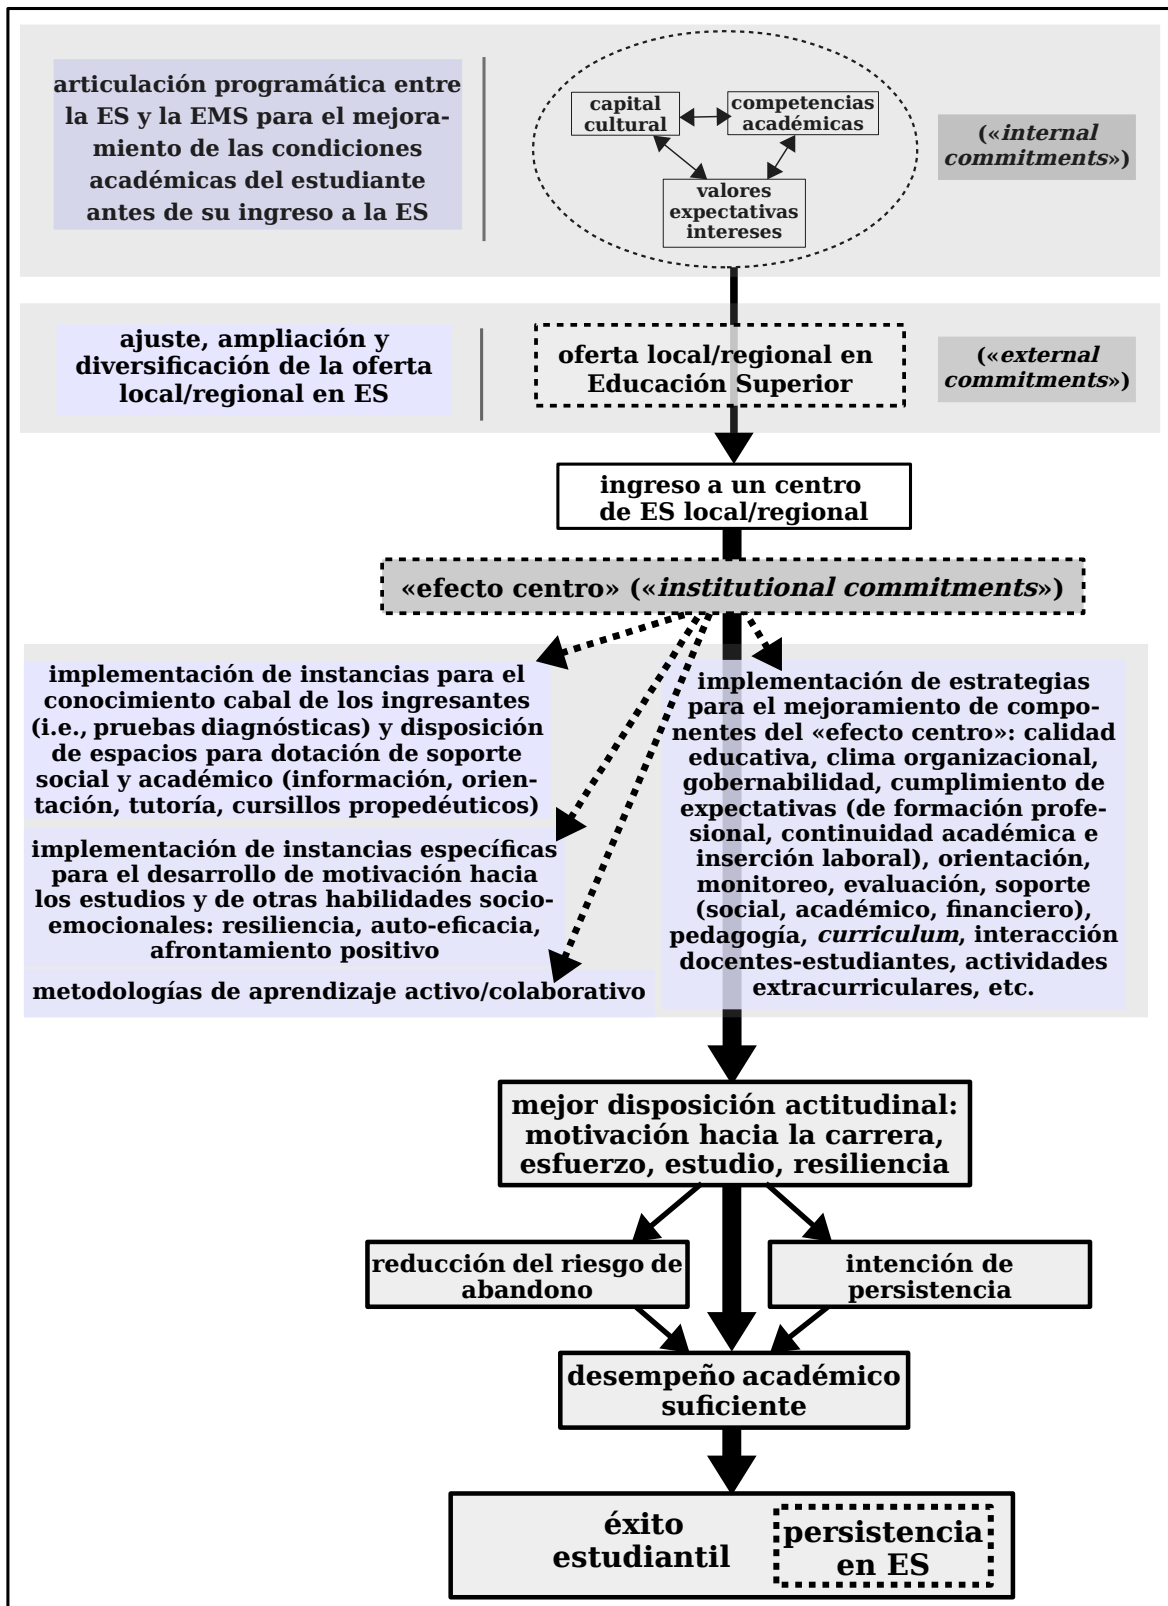 articulación programática entre
la ES y la EMS para el mejora-
miento de las condiciones
académicas del estudiante
antes de su ingreso a la ES
capital
cultural
competencias
académicas
valores
expectativas
intereses
(«internal
commitments»)
ajuste, ampliación y
diversificación de la oferta
local/regional en ES
oferta local/regional en
Educación Superior
(«external
commitments»)
ingreso a un centro
de ES local/regional
«efecto centro» («institutional commitments»)
implementación de instancias para el
conocimiento cabal de los ingresantes
(i.e., pruebas diagnósticas) y disposición
de espacios para dotación de soporte
social y académico (información, orien-
tación, tutoría, cursillos propedéuticos)
implementación de instancias específicas
para el desarrollo de motivación hacia
los estudios y de otras habilidades socio-
emocionales: resiliencia, auto-eficacia,
afrontamiento positivo
metodologías de aprendizaje activo/colaborativo
implementación de estrategias
para el mejoramiento de compo-
nentes del «efecto centro»: calidad
educativa, clima organizacional,
gobernabilidad, cumplimiento de
expectativas (de formación profe-
sional, continuidad académica e
inserción laboral), orientación,
monitoreo, evaluación, soporte
(social, académico, financiero),
pedagogía, curriculum, interacción
docentes-estudiantes, actividades
extracurriculares, etc.
mejor disposición actitudinal:
motivación hacia la carrera,
esfuerzo, estudio, resiliencia
reducción del riesgo de
abandono
intención de
persistencia
desempeño académico
suficiente
éxito
estudiantil
persistencia
en ES